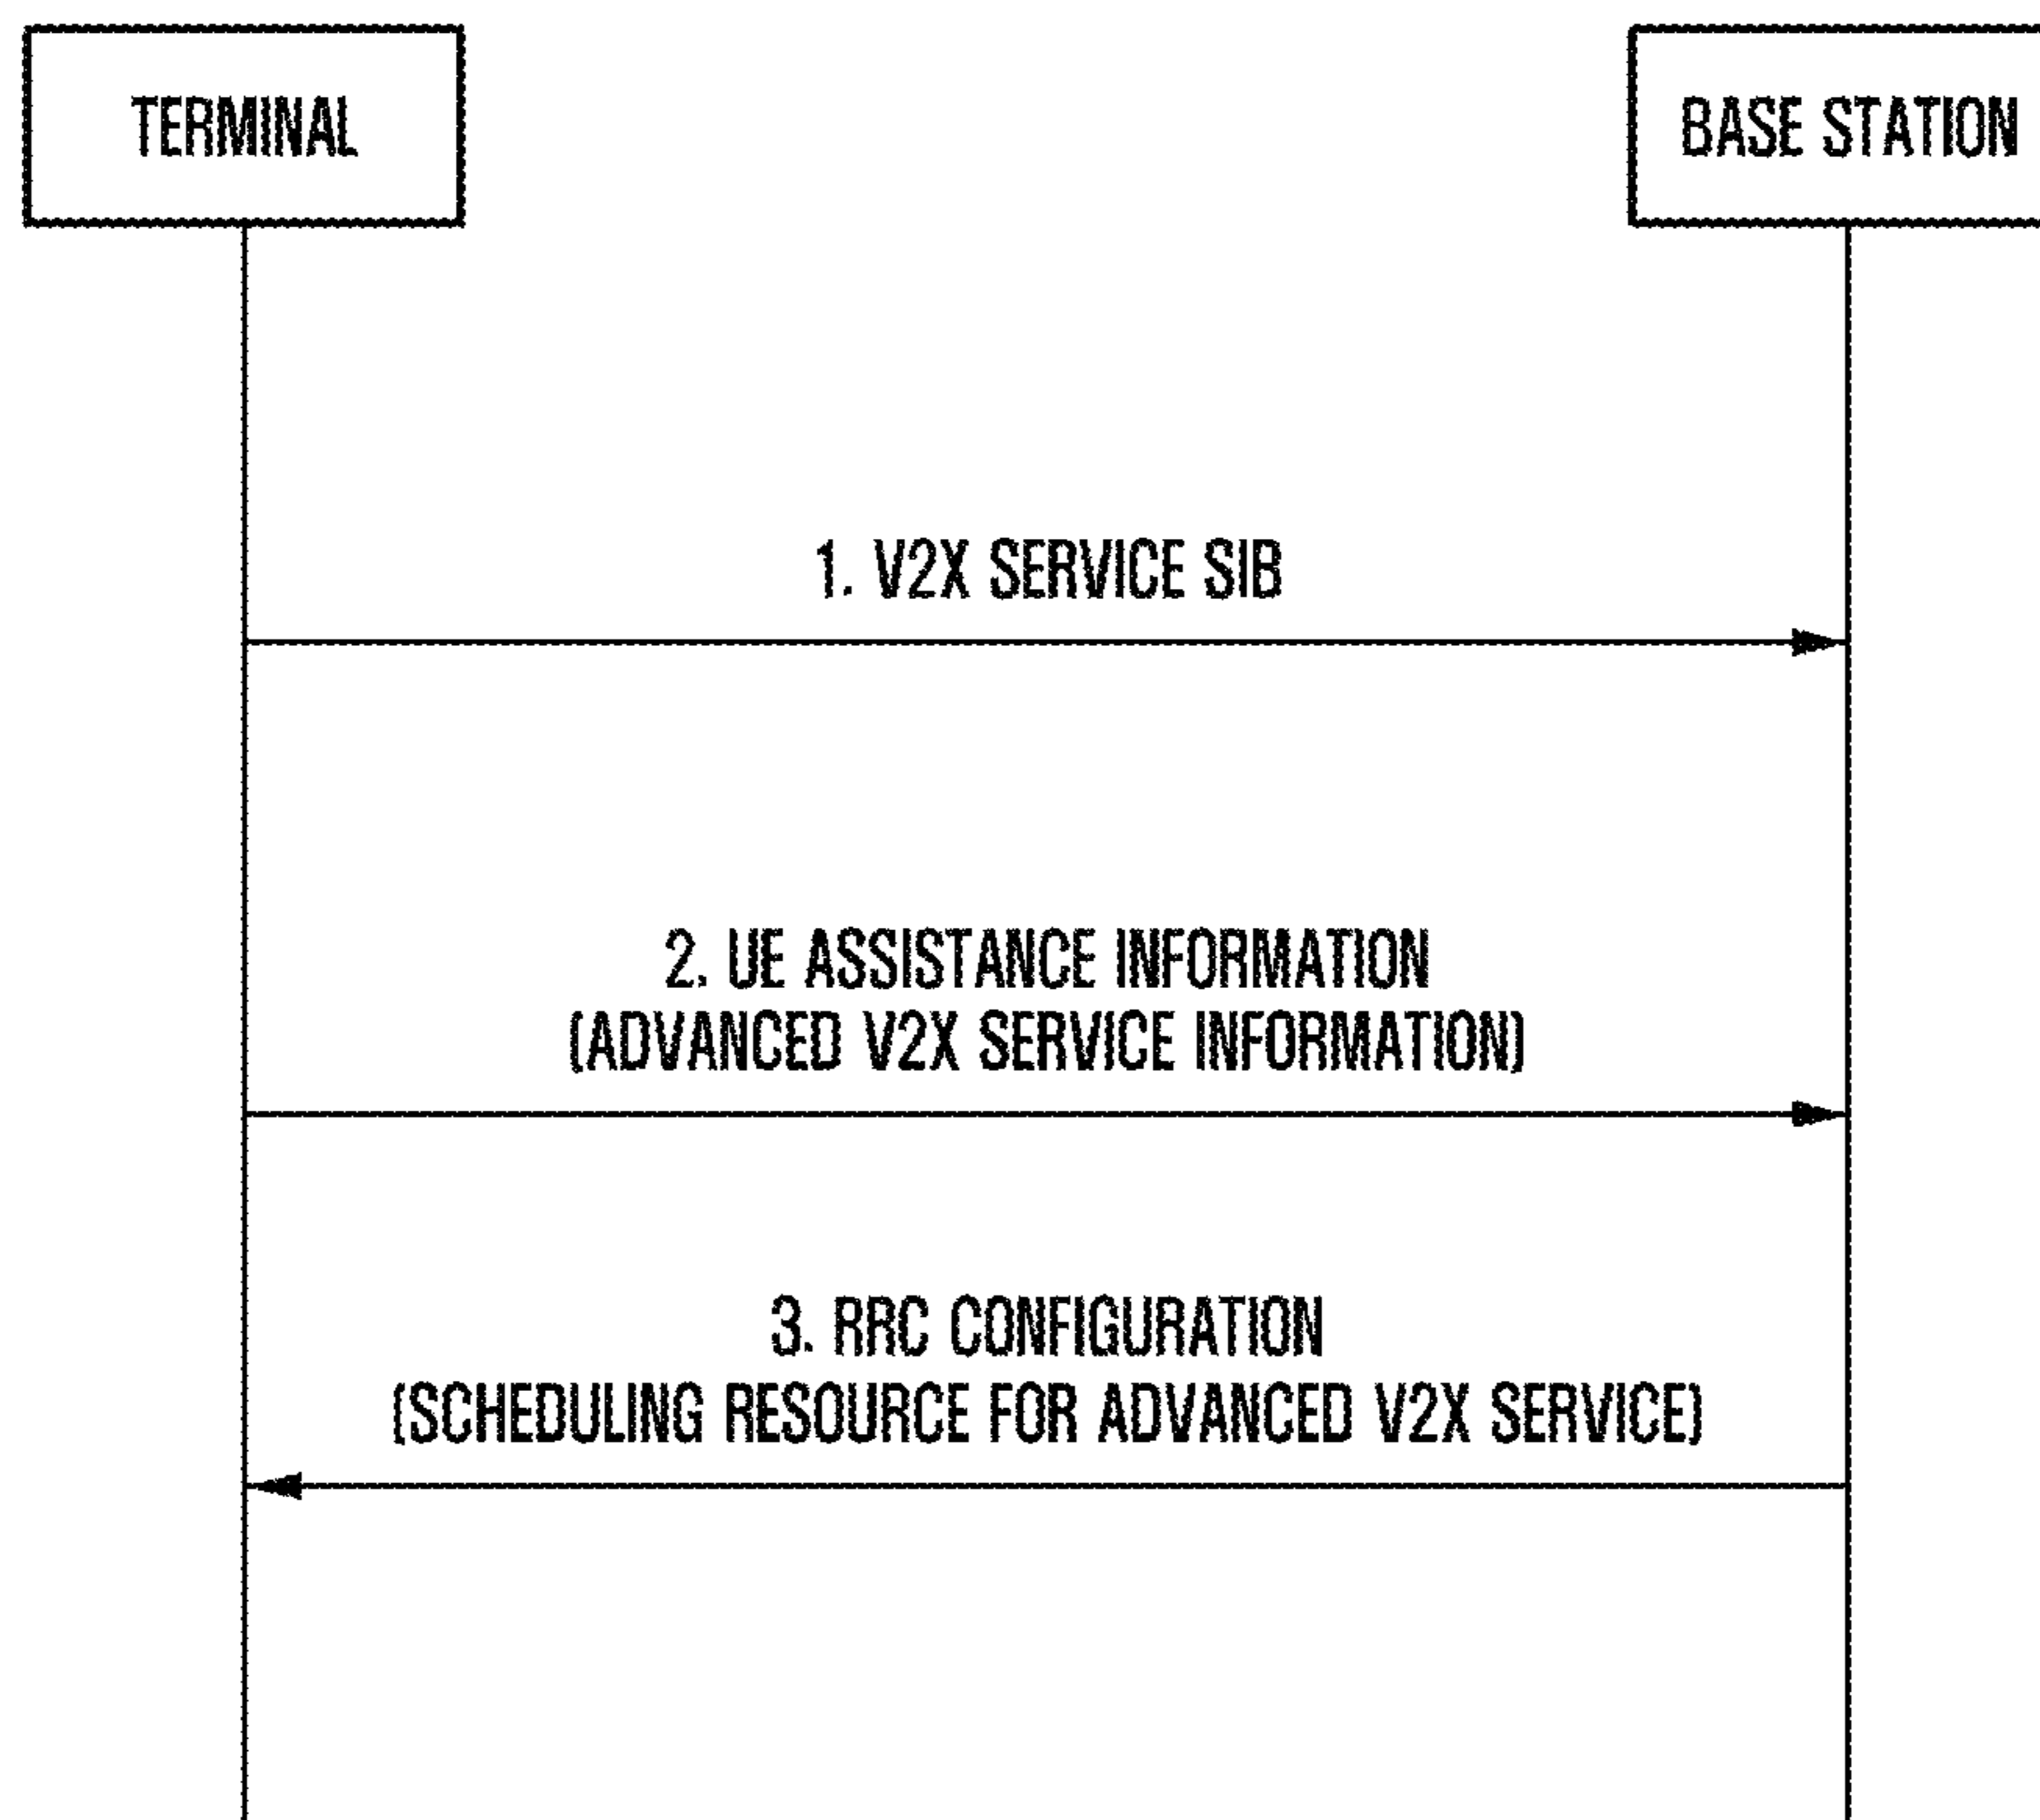 TERMINAL
BASE STATION
1. V2X SERVICE SIB
2. UE ASSISTANCE INFORMATION
(ADVANCED V2X SERVICE INFORMATION)
3. RRC CONFIGURATION
(SCHEDULING RESOURCE FOR ADVANCED V2X SERVICE)